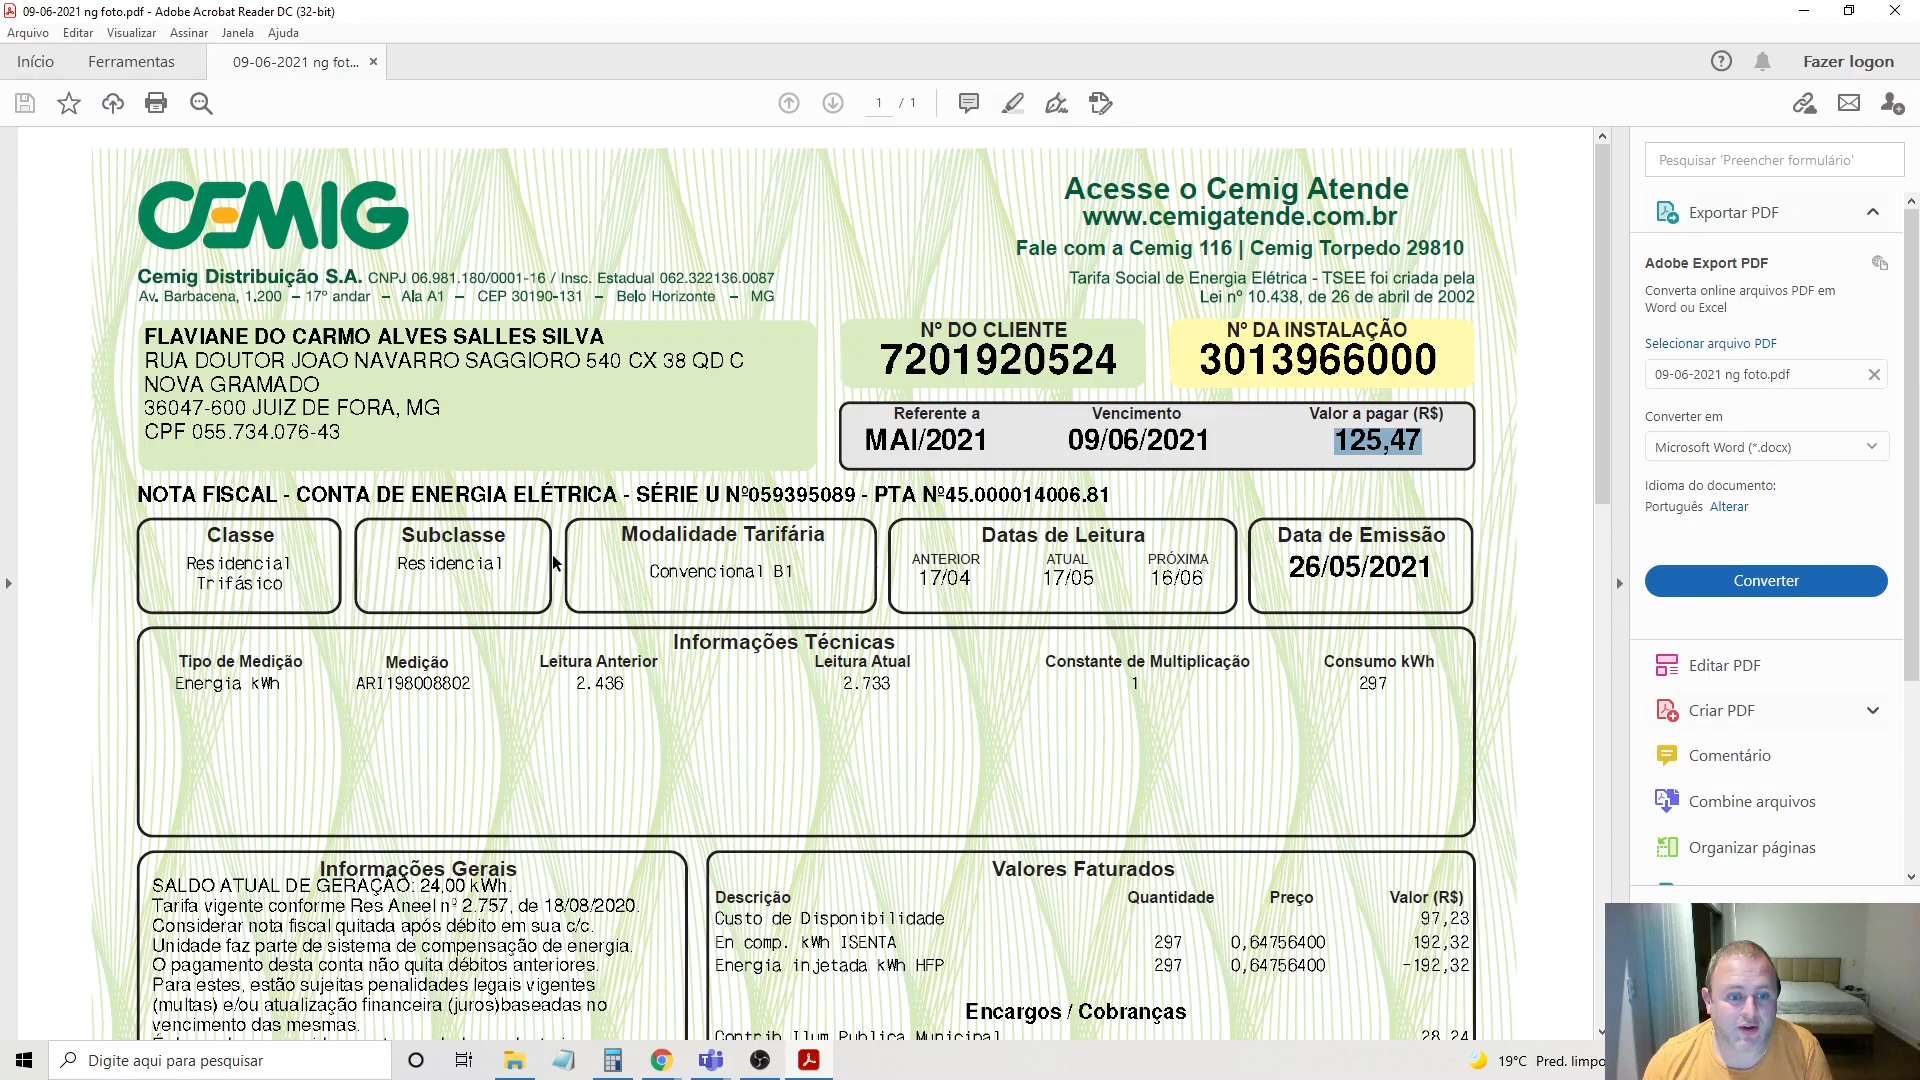 09-06-2021 ng foto.pdf - Adobe Acrobat Reader DC (32-bit)
Arquivo Editar Visualizar Assinar Janela Ajuda
Início Ferramentas 09-06-2021 ng fot... ×
Fazer logon
1 / 1
CEMIG
Acesse o Cemig Atende
www.cemigatende.com.br
Fale com a Cemig 116 | Cemig Torpedo 29810
Cemig Distribuição S.A. CNPJ 06.981.180/0001-16 / Insc. Estadual 062.322136.0087
Av. Barbacena, 1.200 – 17º andar – Ala A1 – CEP 30190-131 – Belo Horizonte – MG
Tarifa Social de Energia Elétrica - TSEE foi criada pela
Lei nº 10.438, de 26 de abril de 2002
FLAVIANE DO CARMO ALVES SALLES SILVA
RUA DOUTOR JOAO NAVARRO SAGGIORO 540 CX 38 QD C
NOVA GRAMADO
36047-600 JUIZ DE FORA, MG
CPF 055.734.076-43
Nº DO CLIENTE
7201920524
Nº DA INSTALAÇÃO
3013966000
Referente a Vencimento Valor a pagar (R$)
MAI/2021 09/06/2021 125,47
NOTA FISCAL - CONTA DE ENERGIA ELÉTRICA - SÉRIE U Nº059395089 - PTA Nº45.000014006.81
Classe
Residencial
Trifásico
Subclasse
Residencial
Modalidade Tarifária
Convencional B1
Datas de Leitura
ANTERIOR ATUAL PRÓXIMA
17/04 17/05 16/06
Data de Emissão
26/05/2021
Informações Técnicas
Tipo de Medição Medição Leitura Anterior Leitura Atual Constante de Multiplicação Consumo kWh
Energia kWh ARI198008802 2.436 2.733 1 297
Informações Gerais
SALDO ATUAL DE GERAÇÃO: 24,00 kWh.
Tarifa vigente conforme Res Aneel nº 2.757, de 18/08/2020.
Considerar nota fiscal quitada após débito em sua c/c.
Unidade faz parte de sistema de compensação de energia.
O pagamento desta conta não quita débitos anteriores.
Para estes, estão sujeitas penalidades legais vigentes
(multas) e/ou atualização financeira (juros)baseadas no
vencimento das mesmas.
Valores Faturados
Descrição Quantidade Preço Valor (R$)
Custo de Disponibilidade 97,23
En comp. kWh ISENTA 297 0,64756400 192,32
Energia injetada kWh HFP 297 0,64756400 -192,32
Encargos / Cobranças
Contrib Ilum Publica Municipal 28,24
Pesquisar 'Preencher formulário'
Exportar PDF
Adobe Export PDF
Converta online arquivos PDF em
Word ou Excel
Selecionar arquivo PDF
09-06-2021 ng foto.pdf
Converter em
Microsoft Word (*.docx)
Idioma do documento:
Português Alterar
Converter
Editar PDF
Criar PDF
Comentário
Combine arquivos
Organizar páginas
Digite aqui para pesquisar
19°C Pred. limpo